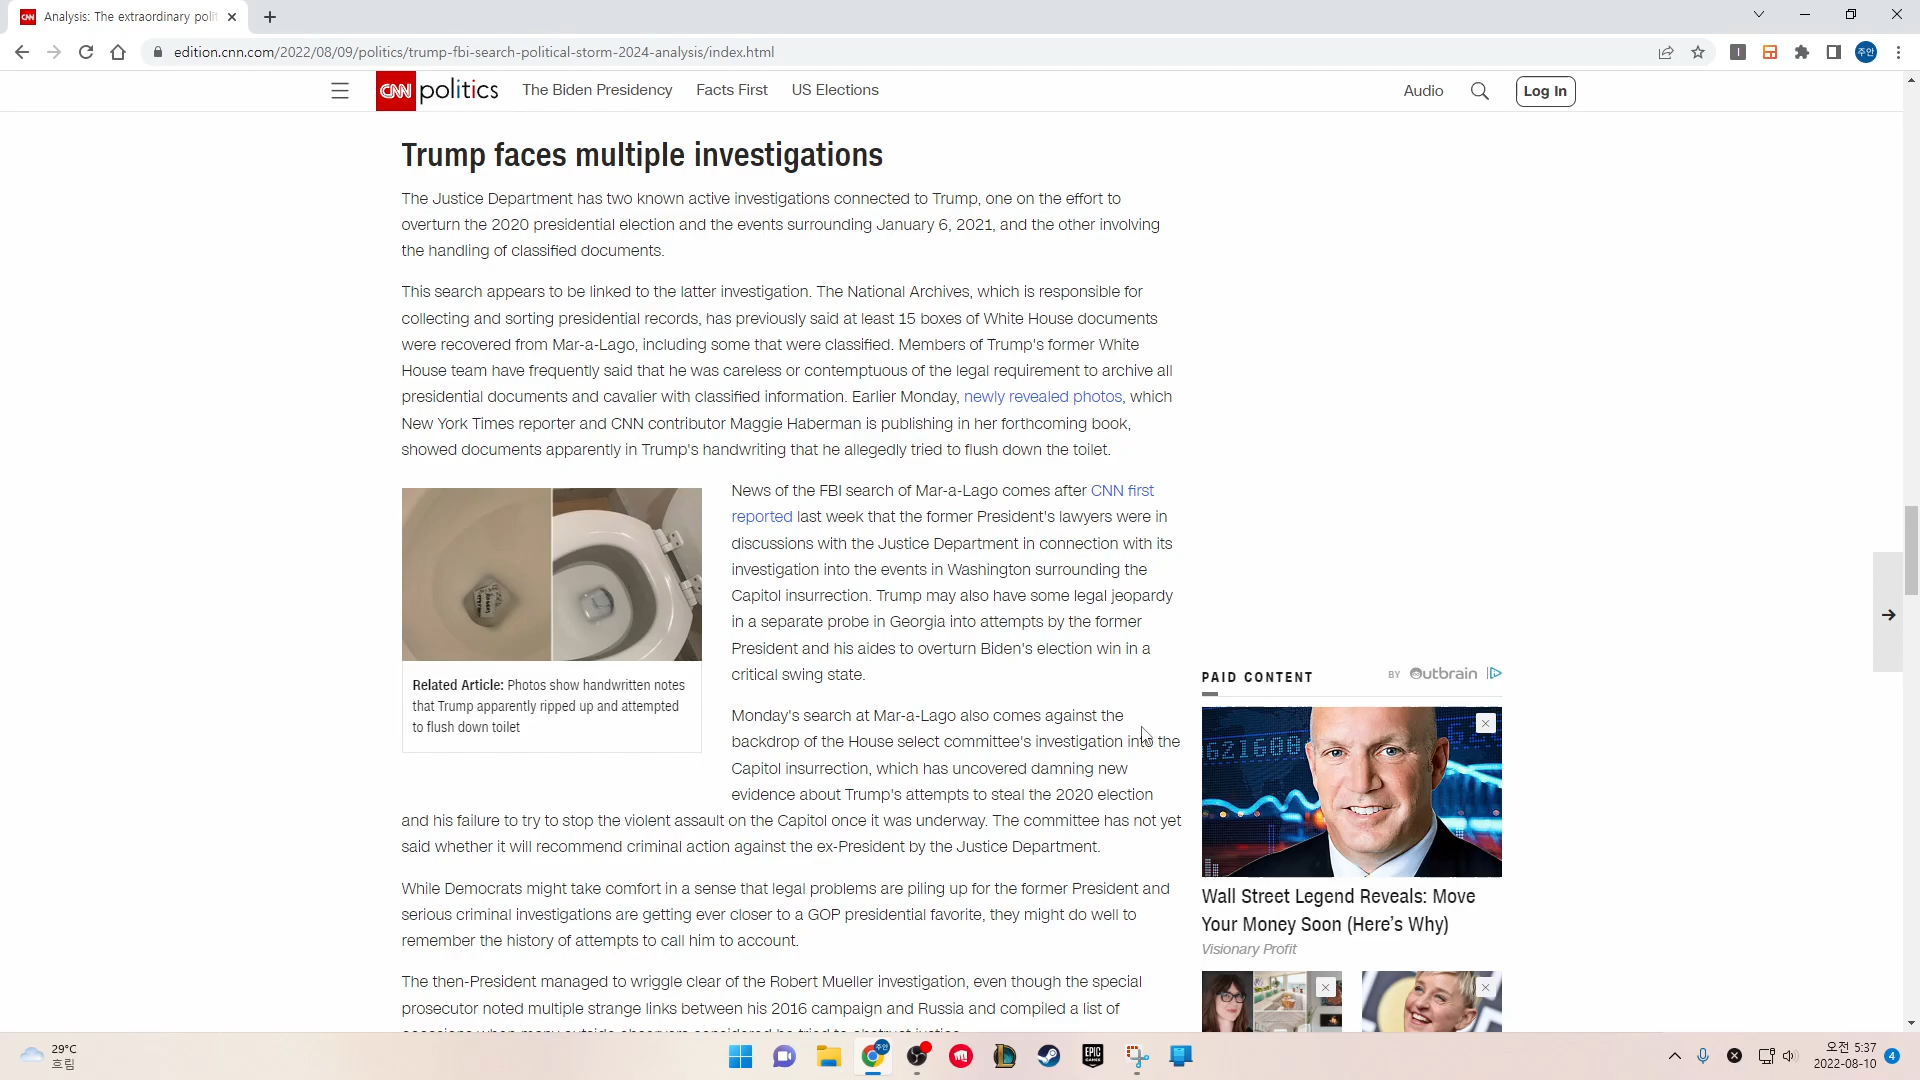 Analysis: The extraordinary polit
edition.cnn.com/2022/08/09/politics/trump-fbi-search-political-storm-2024-analysis/index.html
주안
CNN politics The Biden Presidency Facts First US Elections Audio Log In
Trump faces multiple investigations
The Justice Department has two known active investigations connected to Trump, one on the effort to
overturn the 2020 presidential election and the events surrounding January 6, 2021, and the other involving
the handling of classified documents.
This search appears to be linked to the latter investigation. The National Archives, which is responsible for
collecting and sorting presidential records, has previously said at least 15 boxes of White House documents
were recovered from Mar-a-Lago, including some that were classified. Members of Trump's former White
House team have frequently said that he was careless or contemptuous of the legal requirement to archive all
presidential documents and cavalier with classified information. Earlier Monday, newly revealed photos, which
New York Times reporter and CNN contributor Maggie Haberman is publishing in her forthcoming book,
showed documents apparently in Trump's handwriting that he allegedly tried to flush down the toilet.
News of the FBI search of Mar-a-Lago comes after CNN first
reported last week that the former President's lawyers were in
discussions with the Justice Department in connection with its
investigation into the events in Washington surrounding the
Capitol insurrection. Trump may also have some legal jeopardy
in a separate probe in Georgia into attempts by the former
President and his aides to overturn Biden's election win in a
critical swing state.
Related Article: Photos show handwritten notes
that Trump apparently ripped up and attempted
to flush down toilet
Monday's search at Mar-a-Lago also comes against the
backdrop of the House select committee's investigation into the
Capitol insurrection, which has uncovered damning new
evidence about Trump's attempts to steal the 2020 election
and his failure to try to stop the violent assault on the Capitol once it was underway. The committee has not yet
said whether it will recommend criminal action against the ex-President by the Justice Department.
While Democrats might take comfort in a sense that legal problems are piling up for the former President and
serious criminal investigations are getting ever closer to a GOP presidential favorite, they might do well to
remember the history of attempts to call him to account.
The then-President managed to wriggle clear of the Robert Mueller investigation, even though the special
prosecutor noted multiple strange links between his 2016 campaign and Russia and compiled a list of
PAID CONTENT BY Outbrain
621600
Wall Street Legend Reveals: Move
Your Money Soon (Here's Why)
Visionary Profit
29°C
흐림
주안
EPIC GAMES
오전 5:37
2022-08-10
4